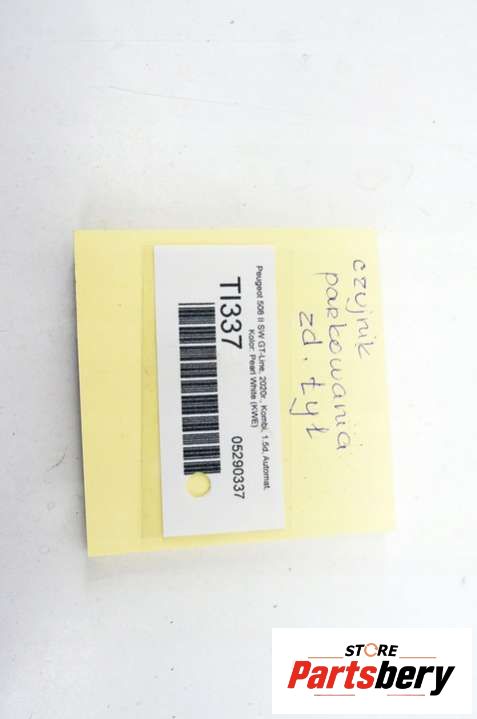 czujnik
parkowania
zd. tył
Peugeot 508 II SW GT-Line, 2020r., Kombi, 1.5d, Automat,
Kolor: Pearl White (KWE)
TI337
05290337
STORE
Partsbery